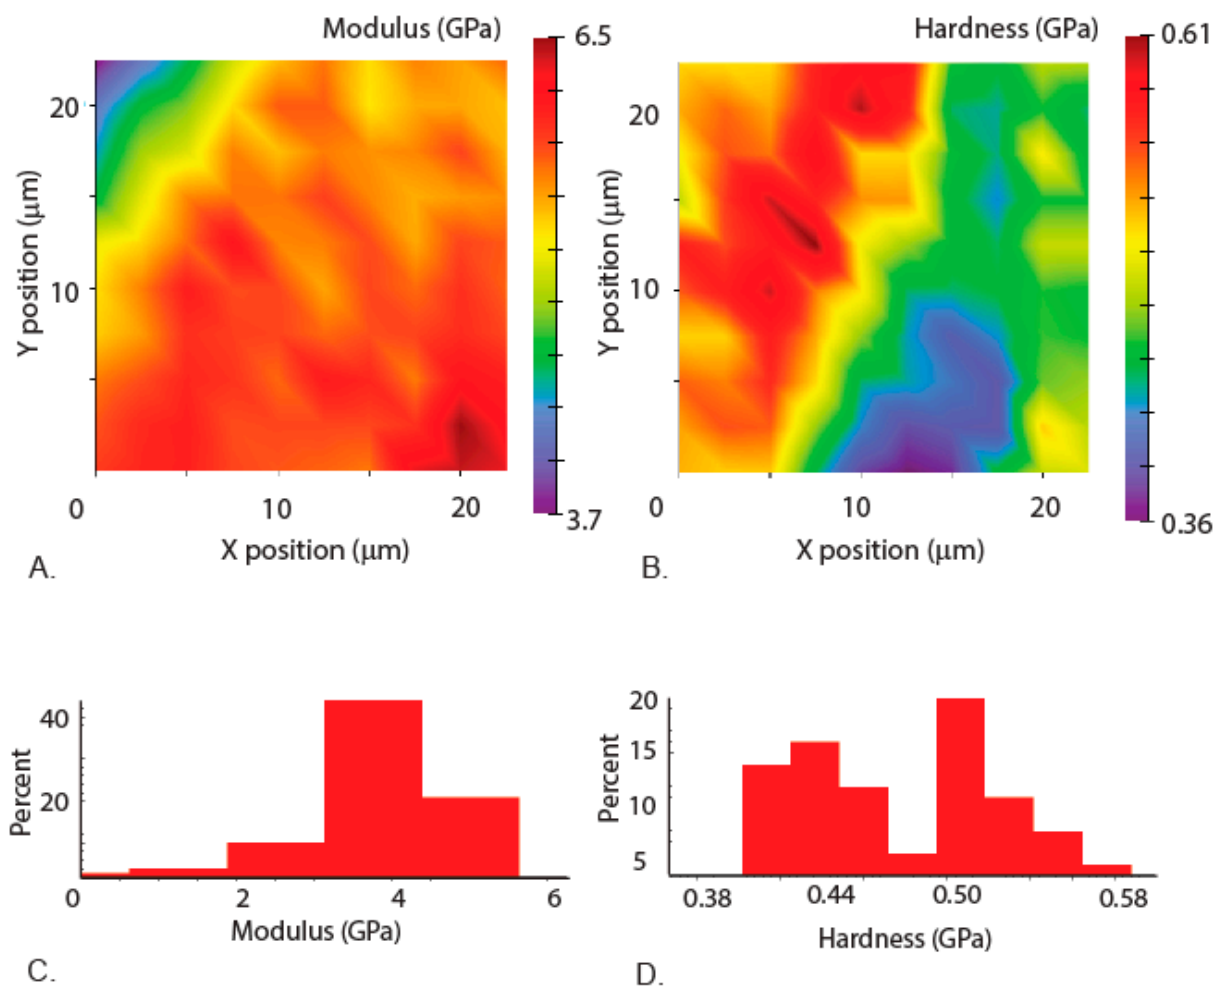 Modulus (GPa)
6.5
3.7
20
10
0
10
20
Y position (μm)
X position (μm)
A.
Hardness (GPa)
0.61
0.36
20
10
0
10
20
Y position (μm)
X position (μm)
B.
40
20
Percent
0
2
4
6
Modulus (GPa)
C.
20
15
10
5
Percent
0.38
0.44
0.50
0.58
Hardness (GPa)
D.